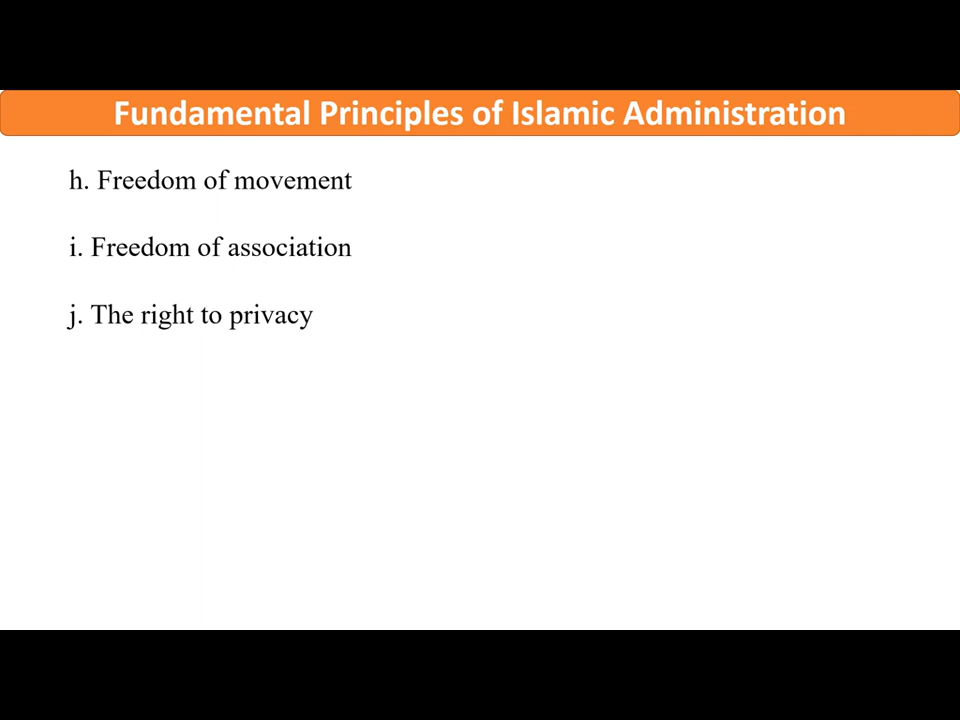 Fundamental Principles of Islamic Administration
h. Freedom of movement
i. Freedom of association
j. The right to privacy